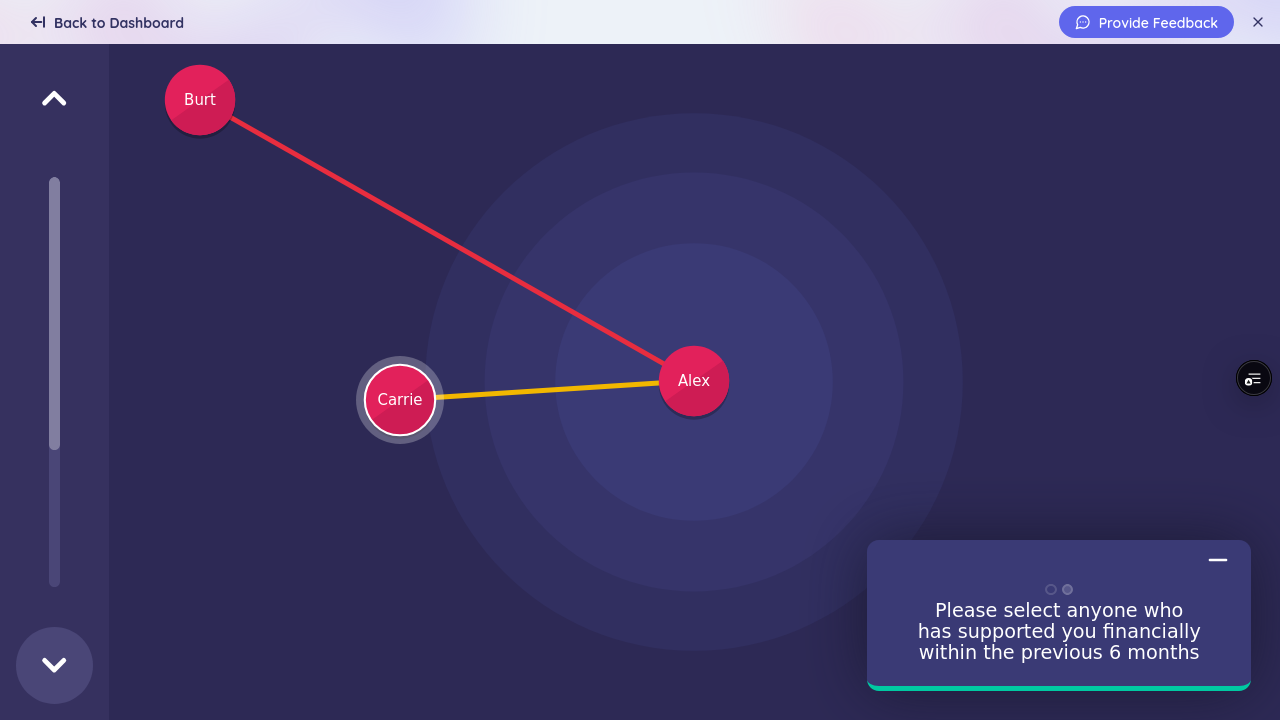 Back to Dashboard
Provide Feedback
Burt
Alex
Carrie
Please select anyone who
has supported you financially
within the previous 6 months